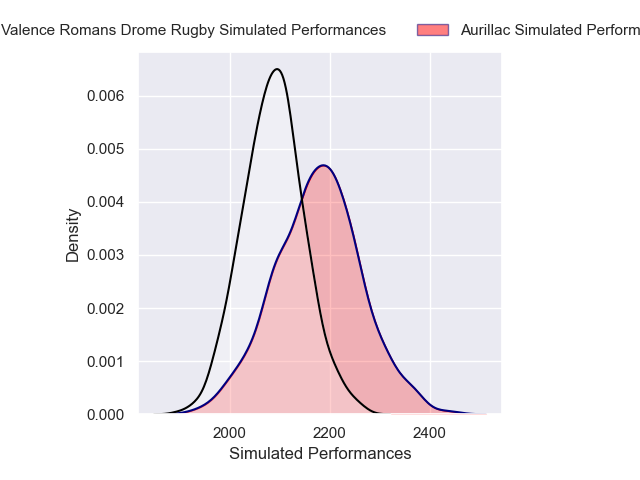 Valence Romans Drome Rugby Simulated Performances
Aurillac Simulated Perform
0.006
0.005
0.004
0.003
0.002
0.001
0.000
Density
2000
2200
2400
Simulated Performances